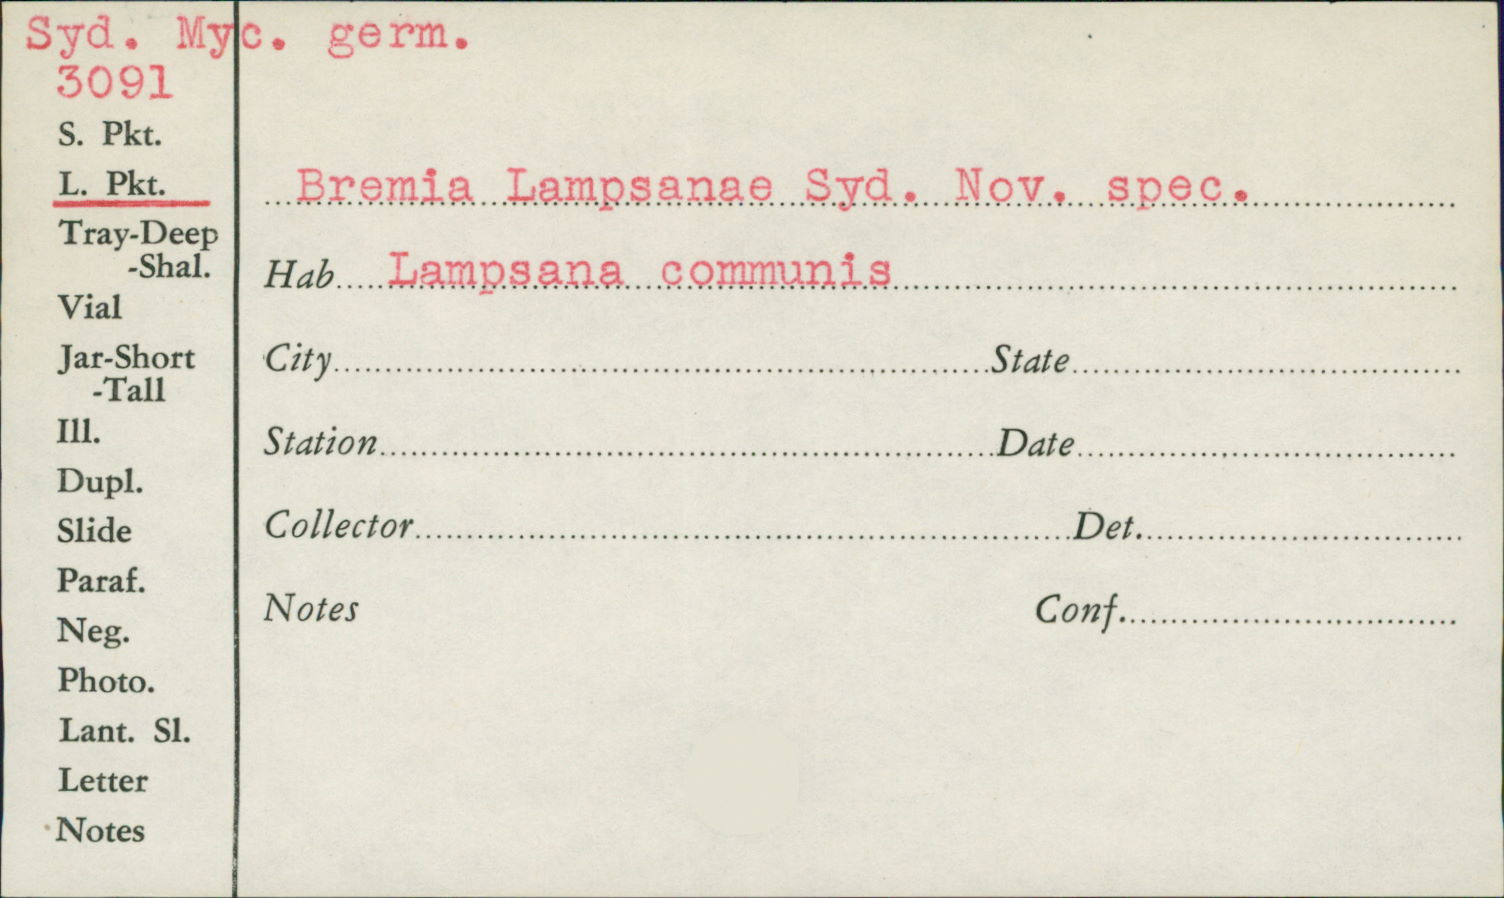 Syd. Myc. germ.
3091
S. Pkt.
L. Pkt.
Tray-Deep
-Shal.
Vial
Jar-Short
-Tall
Ill.
Dupl.
Slide
Paraf.
Neg.
Photo.
Lant. Sl.
Letter
Notes
Bremia Lampsanae Syd. Nov. spec.
Hab. Lampsana communis
City State
Station Date
Collector Det.
Notes Conf.